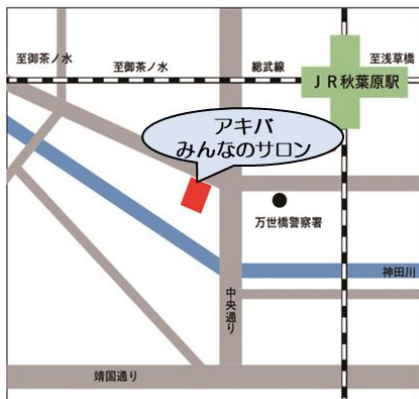 至御茶ノ水
至御茶ノ水
総武線
至浅草橋
JR秋葉原駅
アキバ
みんなのサロン
万世橋警察署
神田川
中央通り
靖国通り